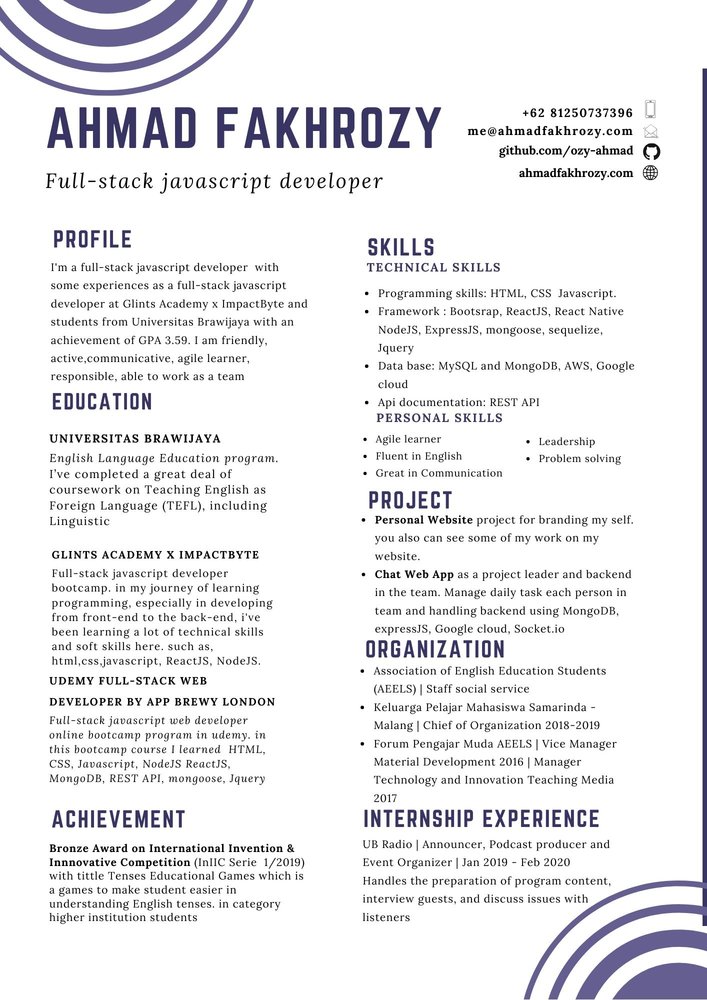 AHMAD FAKHROZY
Full-stack javascript developer
+62 81250737396
me@ahmadfakhrozy.com
github.com/ozy-ahmad
ahmadfakhrozy.com
PROFILE
I'm a full-stack javascript developer with
some experiences as a full-stack javascript
developer at Glints Academy x ImpactByte and
students from Universitas Brawijaya with an
achievement of GPA 3.59. I am friendly,
active,communicative, agile learner,
responsible, able to work as a team
EDUCATION
UNIVERSITAS BRAWIJAYA
English Language Education program.
I've completed a great deal of
coursework on Teaching English as
Foreign Language (TEFL), including
Linguistic
GLINTS ACADEMY X IMPACTBYTE
Full-stack javascript developer
bootcamp. in my journey of learning
programming, especially in developing
from front-end to the back-end, i've
been learning a lot of technical skills
and soft skills here. such as,
html,css,javascript, ReactJS, NodeJS.
UDEMY FULL-STACK WEB
DEVELOPER BY APP BREWY LONDON
Full-stack javascript web developer
online bootcamp program in udemy. in
this bootcamp course I learned HTML,
CSS, Javascript, NodeJS ReactJS,
MongoDB, REST API, mongoose, Jquery
ACHIEVEMENT
Bronze Award on International Invention &
Innnovative Competition (InIIC Serie 1/2019)
with tittle Tenses Educational Games which is
a games to make student easier in
understanding English tenses. in category
higher institution students
SKILLS
TECHNICAL SKILLS
• Programming skills: HTML, CSS Javascript.
• Framework : Bootsrap, ReactJS, React Native
NodeJS, ExpressJS, mongoose, sequelize,
Jquery
• Data base: MySQL and MongoDB, AWS, Google
cloud
• Api documentation: REST API
PERSONAL SKILLS
• Agile learner
• Fluent in English
• Great in Communication
• Leadership
• Problem solving
PROJECT
• Personal Website project for branding my self.
you also can see some of my work on my
website.
• Chat Web App as a project leader and backend
in the team. Manage daily task each person in
team and handling backend using MongoDB,
expressJS, Google cloud, Socket.io
ORGANIZATION
• Association of English Education Students
(AEELS) | Staff social service
• Keluarga Pelajar Mahasiswa Samarinda -
Malang | Chief of Organization 2018-2019
• Forum Pengajar Muda AEELS | Vice Manager
Material Development 2016 | Manager
Technology and Innovation Teaching Media
2017
INTERNSHIP EXPERIENCE
UB Radio | Announcer, Podcast producer and
Event Organizer | Jan 2019 - Feb 2020
Handles the preparation of program content,
interview guests, and discuss issues with
listeners